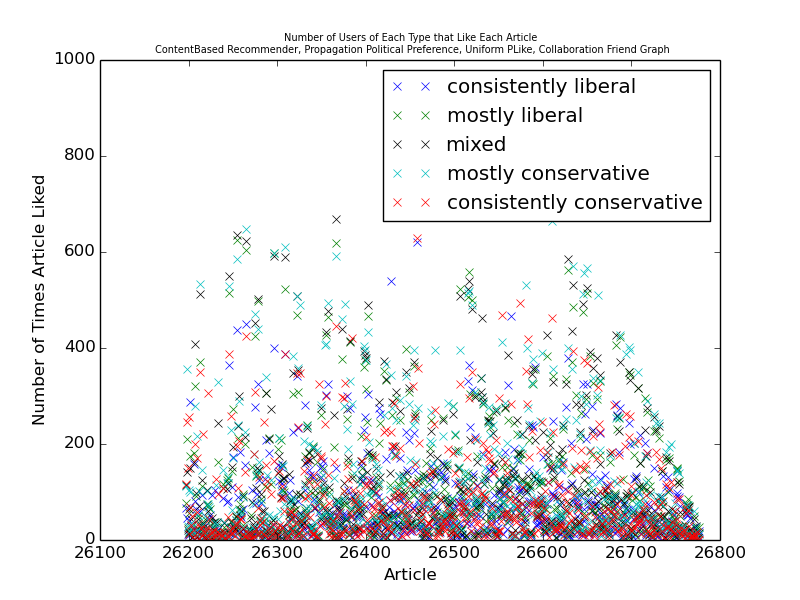 Number of Users of Each Type that Like Each Article
ContentBased Recommender, Propagation Political Preference, Uniform PLike, Collaboration Friend Graph
1000
800
600
400
200
0
Number of Times Article Liked
consistently liberal
mostly liberal
mixed
mostly conservative
consistently conservative
26100 26200 26300 26400 26500 26600 26700 26800
Article